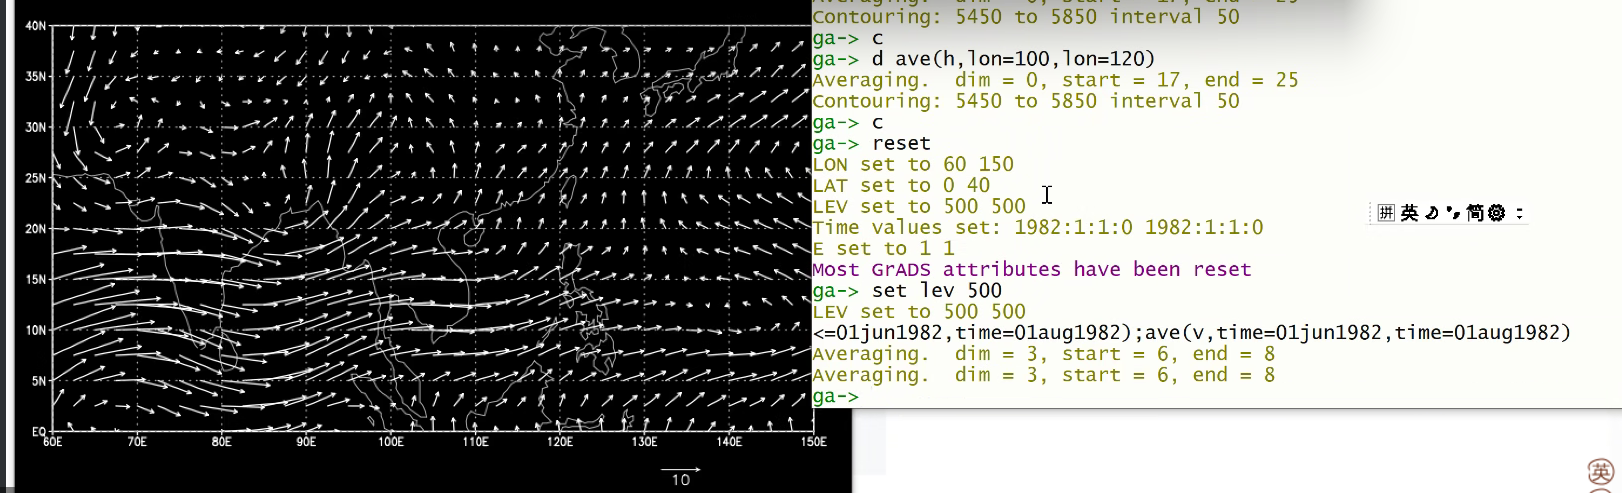 40N
35N
30N
25N
20N
15N
10N
5N
EQ
60E 70E 80E 90E 100E 110E 120E 130E 140E 150E
10
Contouring: 5450 to 5850 interval 50
ga-> c
ga-> d ave(h,lon=100,lon=120)
Averaging.  dim = 0, start = 17, end = 25
Contouring: 5450 to 5850 interval 50
ga-> c
ga-> reset
LON set to 60 150
LAT set to 0 40
LEV set to 500 500
Time values set: 1982:1:1:0 1982:1:1:0
E set to 1 1
Most GrADS attributes have been reset
ga-> set lev 500
LEV set to 500 500
<=01jun1982,time=01aug1982);ave(v,time=01jun1982,time=01aug1982)
Averaging.  dim = 3, start = 6, end = 8
Averaging.  dim = 3, start = 6, end = 8
ga->
拼 英 简
英